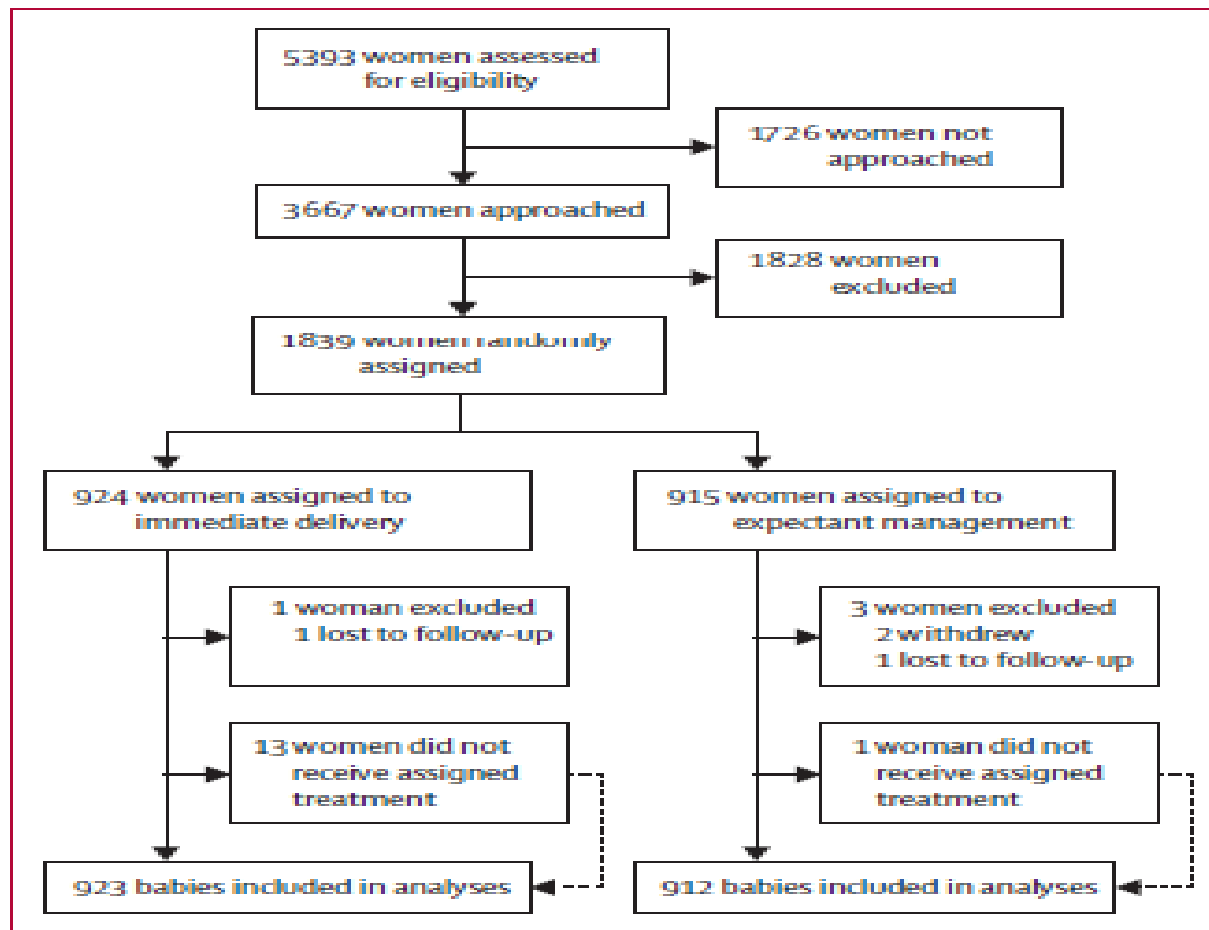 5393 women assessed
for eligibility
1726 women not
approached
3667 women approached
1828 women
excluded
1839 women randomly
assigned
924 women assigned to
immediate delivery
915 women assigned to
expectant management
1 woman excluded
1 lost to follow-up
3 women excluded
2 withdrew
1 lost to follow-up
13 women did not
receive assigned
treatment
1 woman did not
receive assigned
treatment
923 babies included in analyses
912 babies included in analyses